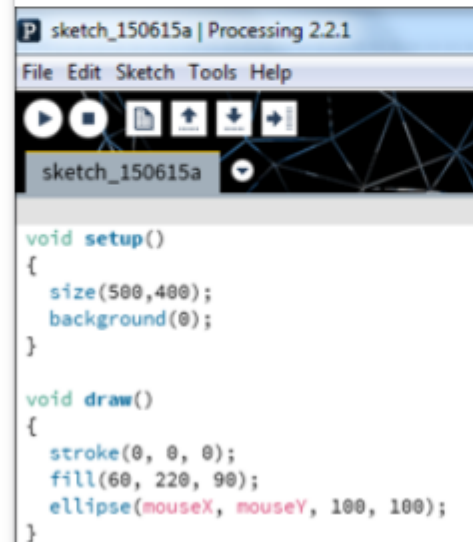 sketch_150615a | Processing 2.2.1
File Edit Sketch Tools Help
sketch_150615a
void setup()
{
  size(500,400);
  background(0);
}
void draw()
{
  stroke(0, 0, 0);
  fill(60, 220, 90);
  ellipse(mouseX, mouseY, 100, 100);
}